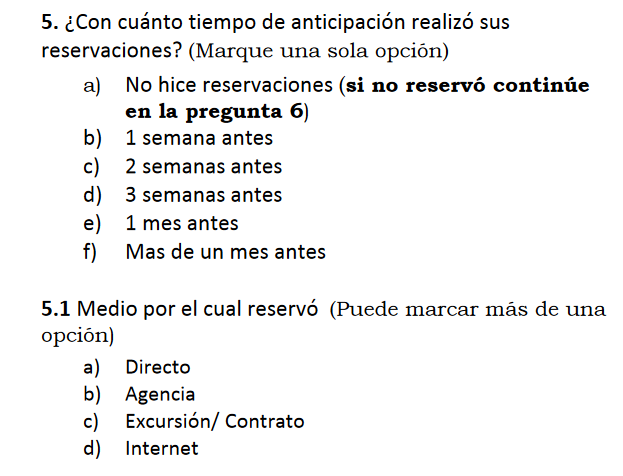 5. ¿Con cuánto tiempo de anticipación realizó sus
reservaciones? (Marque una sola opción)
a) No hice reservaciones (si no reservó continúe
en la pregunta 6)
b) 1 semana antes
c) 2 semanas antes
d) 3 semanas antes
e) 1 mes antes
f) Mas de un mes antes
5.1 Medio por el cual reservó (Puede marcar más de una
opción)
a) Directo
b) Agencia
c) Excursión/ Contrato
d) Internet